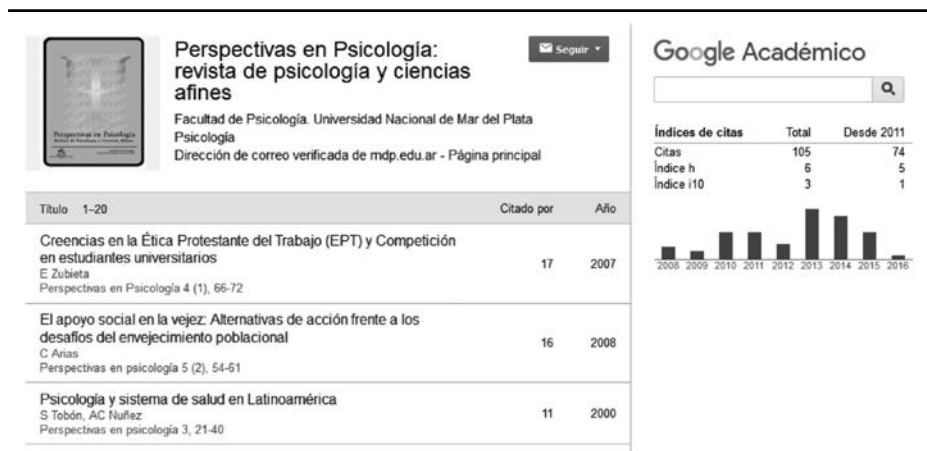 Perspectivas en Psicología:
revista de psicología y ciencias
afines
Seguir
Facultad de Psicología. Universidad Nacional de Mar del Plata
Psicología
Dirección de correo verificada de mdp.edu.ar - Página principal
Perspectivas en Psicología
Título 1–20 Citado por Año
Creencias en la Ética Protestante del Trabajo (EPT) y Competición
en estudiantes universitarios
E Zubieta
Perspectivas en Psicología 4 (1), 66-72
17 2007
El apoyo social en la vejez: Alternativas de acción frente a los
desafíos del envejecimiento poblacional
C Arias
Perspectivas en psicología 5 (2), 54-61
16 2008
Psicología y sistema de salud en Latinoamérica
S Tobón, AC Nuñez
Perspectivas en psicología 3, 21-40
11 2000
Google Académico
Índices de citas Total Desde 2011
Citas 105 74
Índice h 6 5
Índice i10 3 1
2008 2009 2010 2011 2012 2013 2014 2015 2016